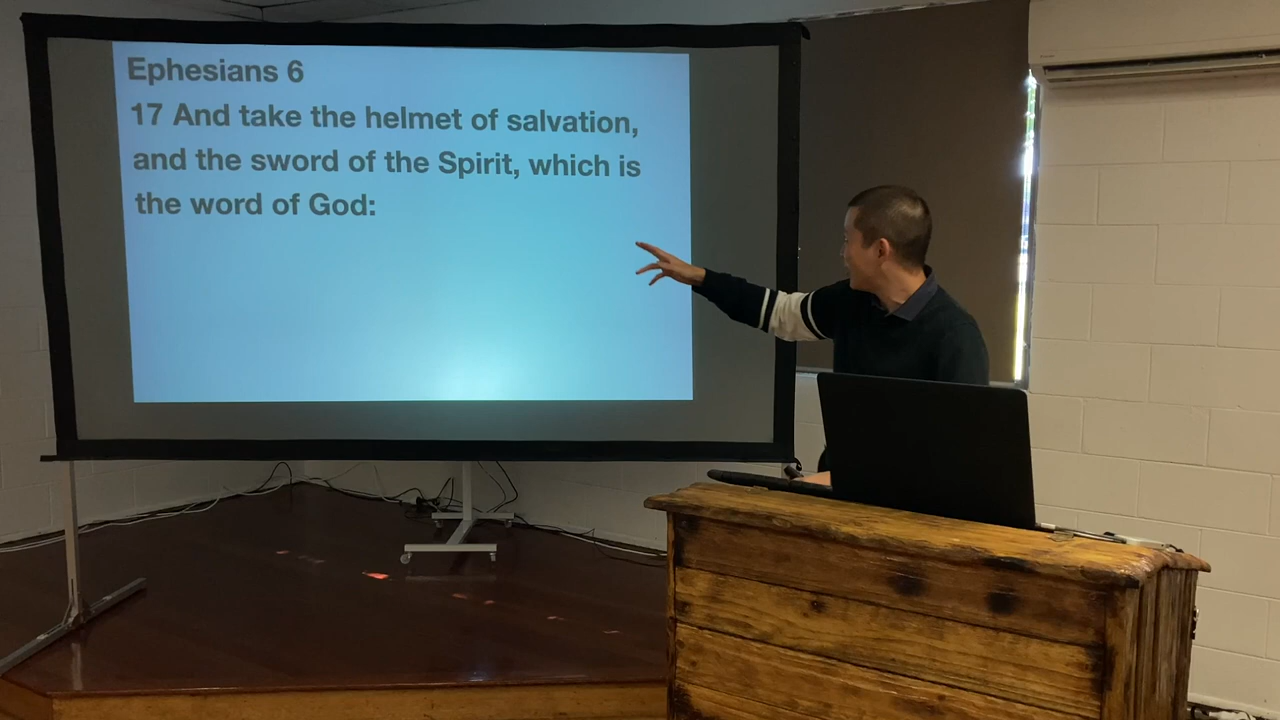 Ephesians 6
17 And take the helmet of salvation,
and the sword of the Spirit, which is
the word of God: